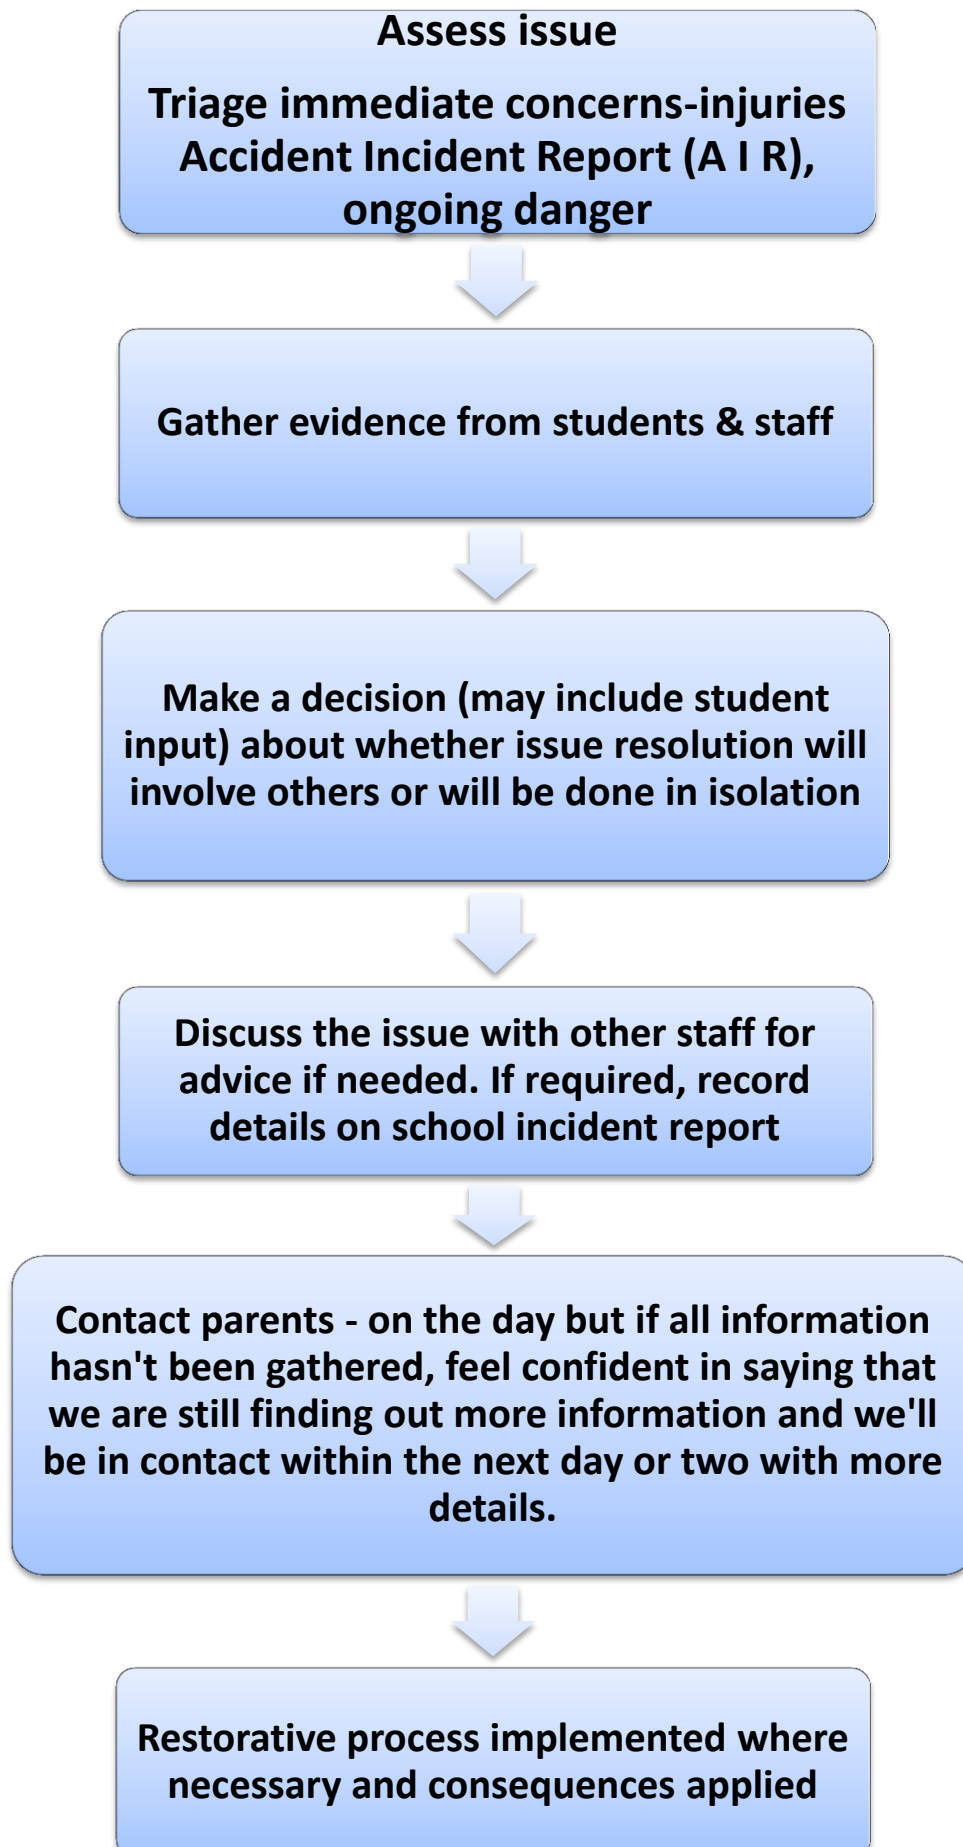 Assess issue
Triage immediate concerns-injuries
Accident Incident Report (A I R),
ongoing danger
Gather evidence from students & staff
Make a decision (may include student
input) about whether issue resolution will
involve others or will be done in isolation
Discuss the issue with other staff for
advice if needed. If required, record
details on school incident report
Contact parents - on the day but if all information
hasn't been gathered, feel confident in saying that
we are still finding out more information and we'll
be in contact within the next day or two with more
details.
Restorative process implemented where
necessary and consequences applied